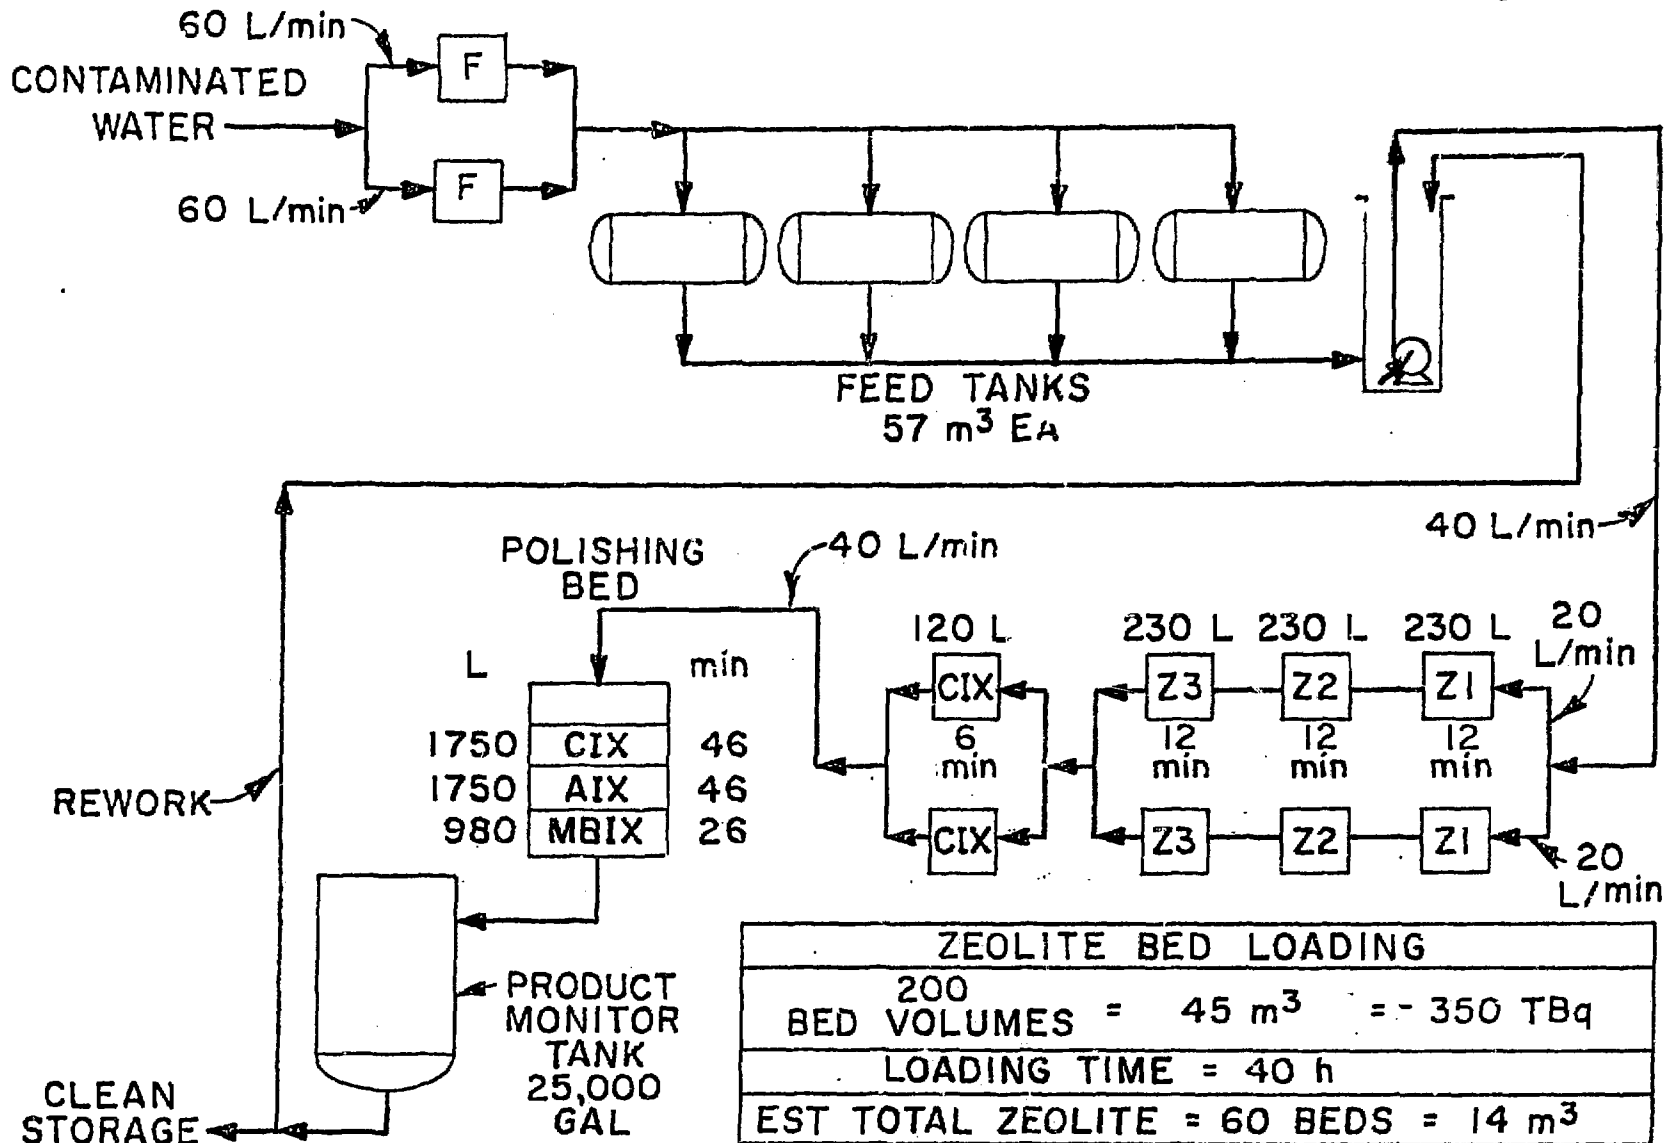 60 L/min
F
CONTAMINATED
WATER
F
60 L/min
FEED TANKS
57 m³ EA
40 L/min
POLISHING
BED
40 L/min
L
min
1750 CIX 46
1750 AIX 46
980 MBIX 26
120 L
230 L 230 L 230 L
20
L/min
CIX Z3 Z2 Z1
6 12 12 12
min min min min
CIX Z3 Z2 Z1
20
L/min
REWORK
PRODUCT
MONITOR
TANK
25,000
GAL
CLEAN
STORAGE
ZEOLITE BED LOADING
200
BED VOLUMES = 45 m³ = - 350 TBq
LOADING TIME = 40 h
EST TOTAL ZEOLITE = 60 BEDS = 14 m³